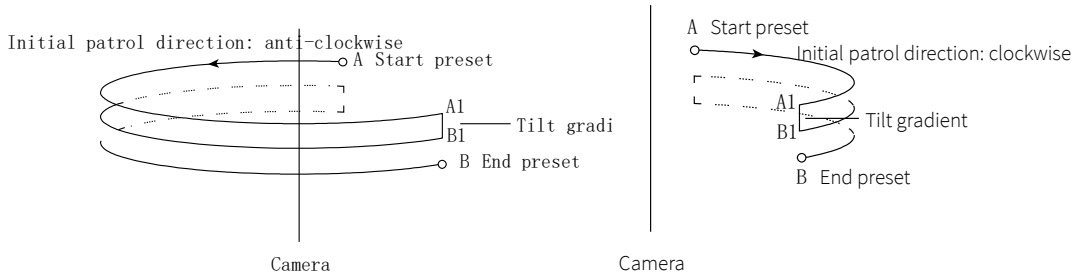 Initial patrol direction: anti-clockwise
A Start preset
A1
B1
Tilt gradi
B End preset
Camera
A Start preset
Initial patrol direction: clockwise
A1
B1
Tilt gradient
B End preset
Camera